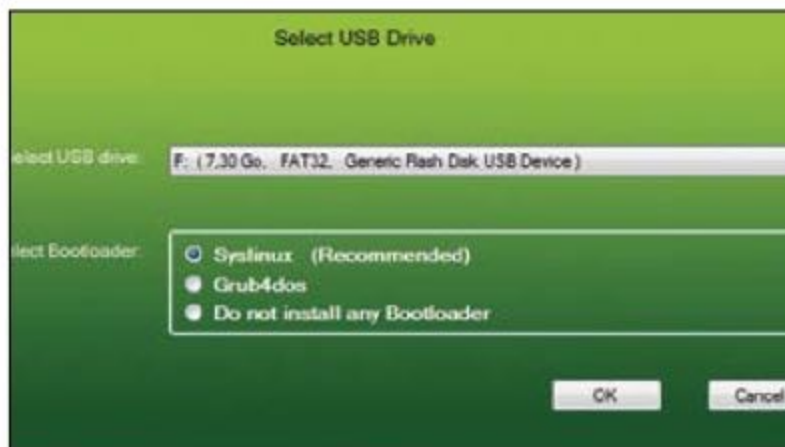 Select USB Drive
elect USB drive:
F: (7,30 Go, FAT32, Generic Flash Disk USB Device)
lect Bootloader:
Syslinux (Recommended)
Grub4dos
Do not install any Bootloader
OK
Cancel